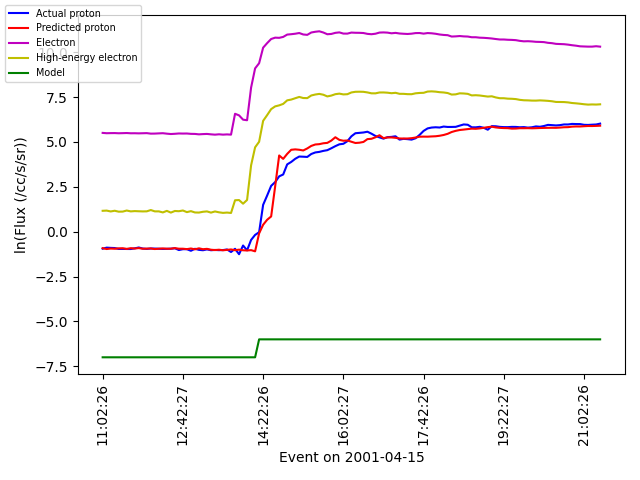 Actual proton
Predicted proton
Electron
High-energy electron
Model
10.0
7.5
5.0
2.5
0.0
−2.5
−5.0
−7.5
ln(Flux (/cc/s/sr))
11:02:26
12:42:27
14:22:26
16:02:27
17:42:26
19:22:27
21:02:26
Event on 2001-04-15